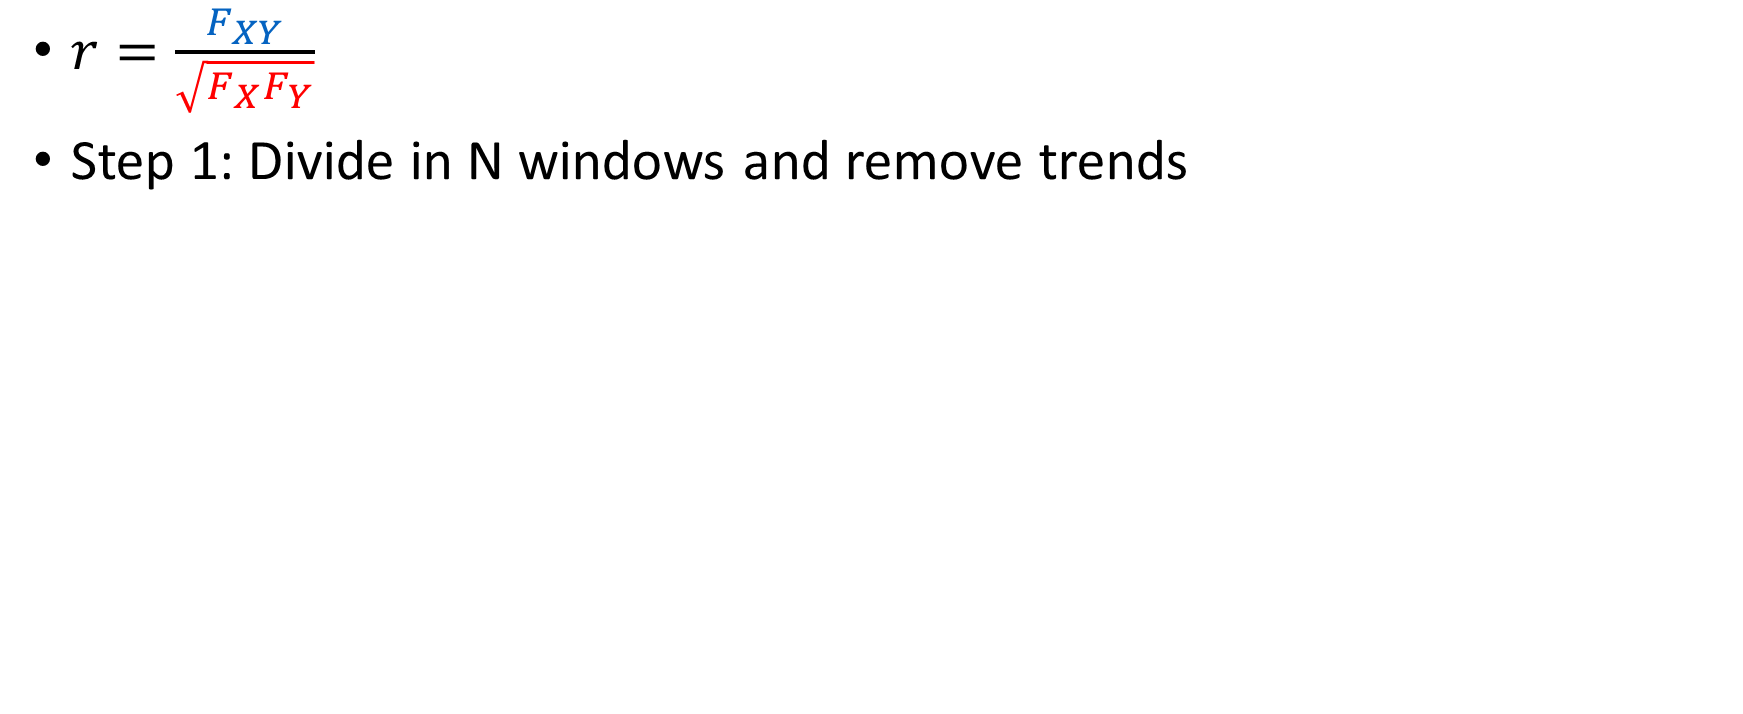 • r = F_XY / √(F_X F_Y)
• Step 1: Divide in N windows and remove trends